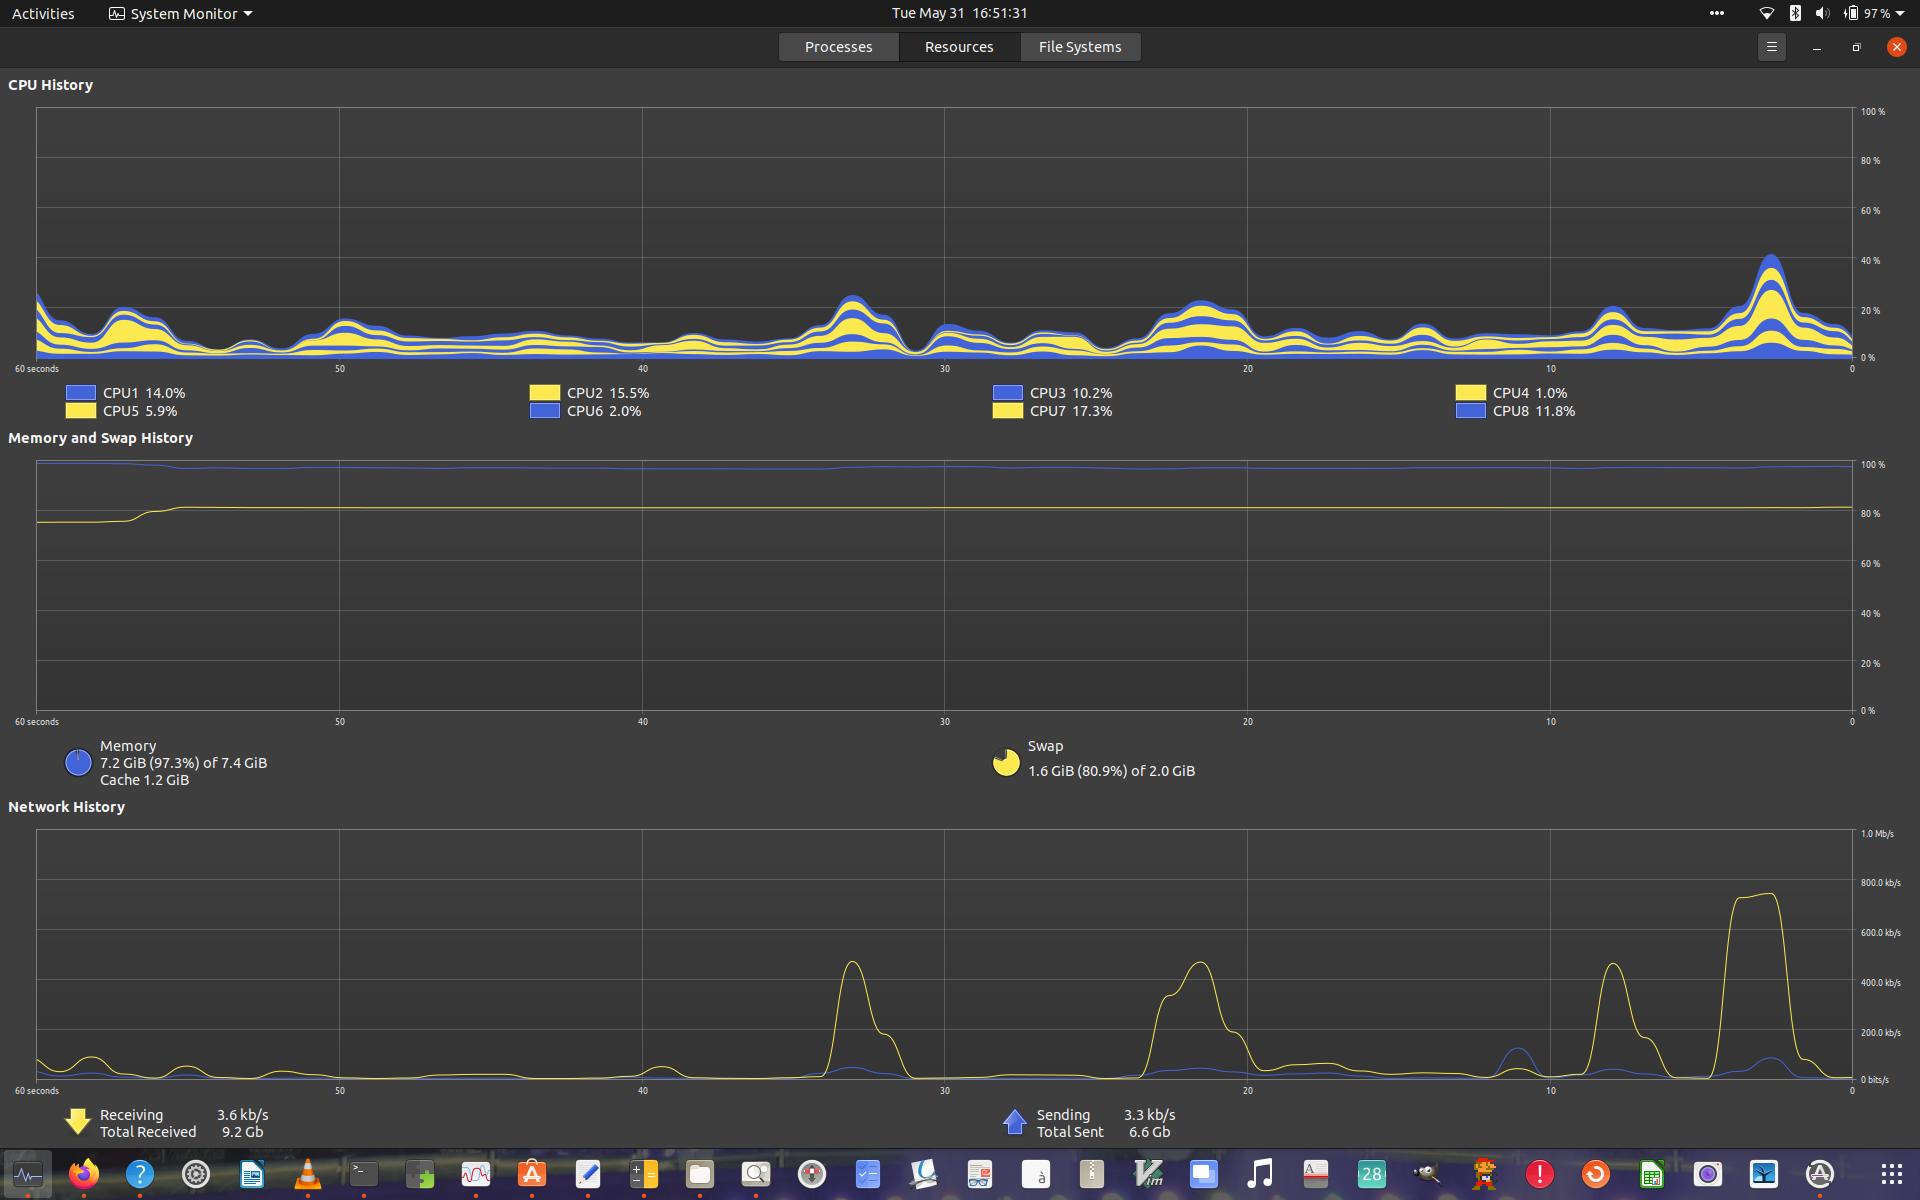 Activities System Monitor Tue May 31 16:51:31 97 %
Processes Resources File Systems
CPU History
100 %
80 %
60 %
40 %
20 %
0 %
60 seconds 50 40 30 20 10 0
CPU1 14.0% CPU2 15.5% CPU3 10.2% CPU4 1.0%
CPU5 5.9% CPU6 2.0% CPU7 17.3% CPU8 11.8%
Memory and Swap History
100 %
80 %
60 %
40 %
20 %
0 %
60 seconds 50 40 30 20 10 0
Memory
7.2 GiB (97.3%) of 7.4 GiB
Cache 1.2 GiB
Swap
1.6 GiB (80.9%) of 2.0 GiB
Network History
1.0 Mb/s
800.0 kb/s
600.0 kb/s
400.0 kb/s
200.0 kb/s
0 bits/s
60 seconds 50 40 30 20 10 0
Receiving 3.6 kb/s
Total Received 9.2 Gb
Sending 3.3 kb/s
Total Sent 6.6 Gb
? >_ à Vim A 28 !